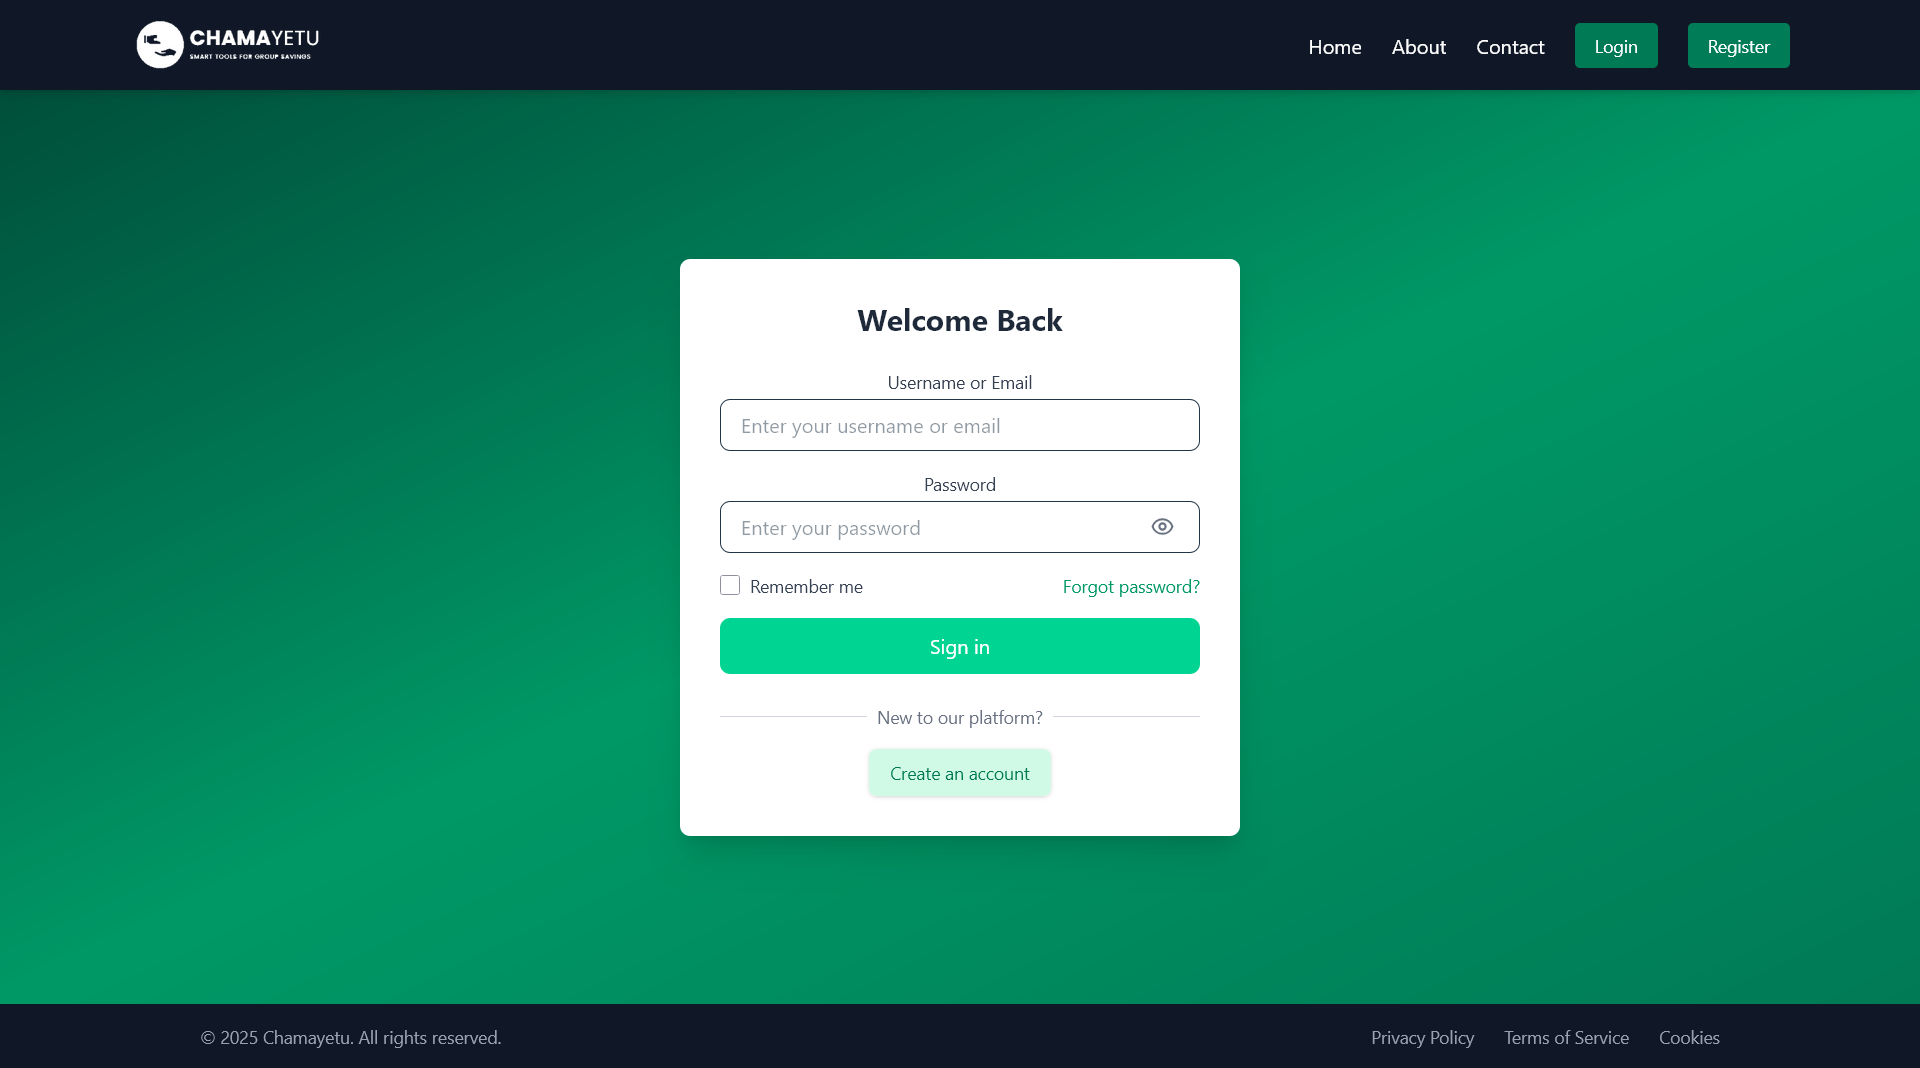 CHAMAYETU
SMART TOOLS FOR GROUP SAVINGS
Home
About
Contact
Login
Register
Welcome Back
Username or Email
Enter your username or email
Password
Enter your password
Remember me
Forgot password?
Sign in
New to our platform?
Create an account
© 2025 Chamayetu. All rights reserved.
Privacy Policy
Terms of Service
Cookies